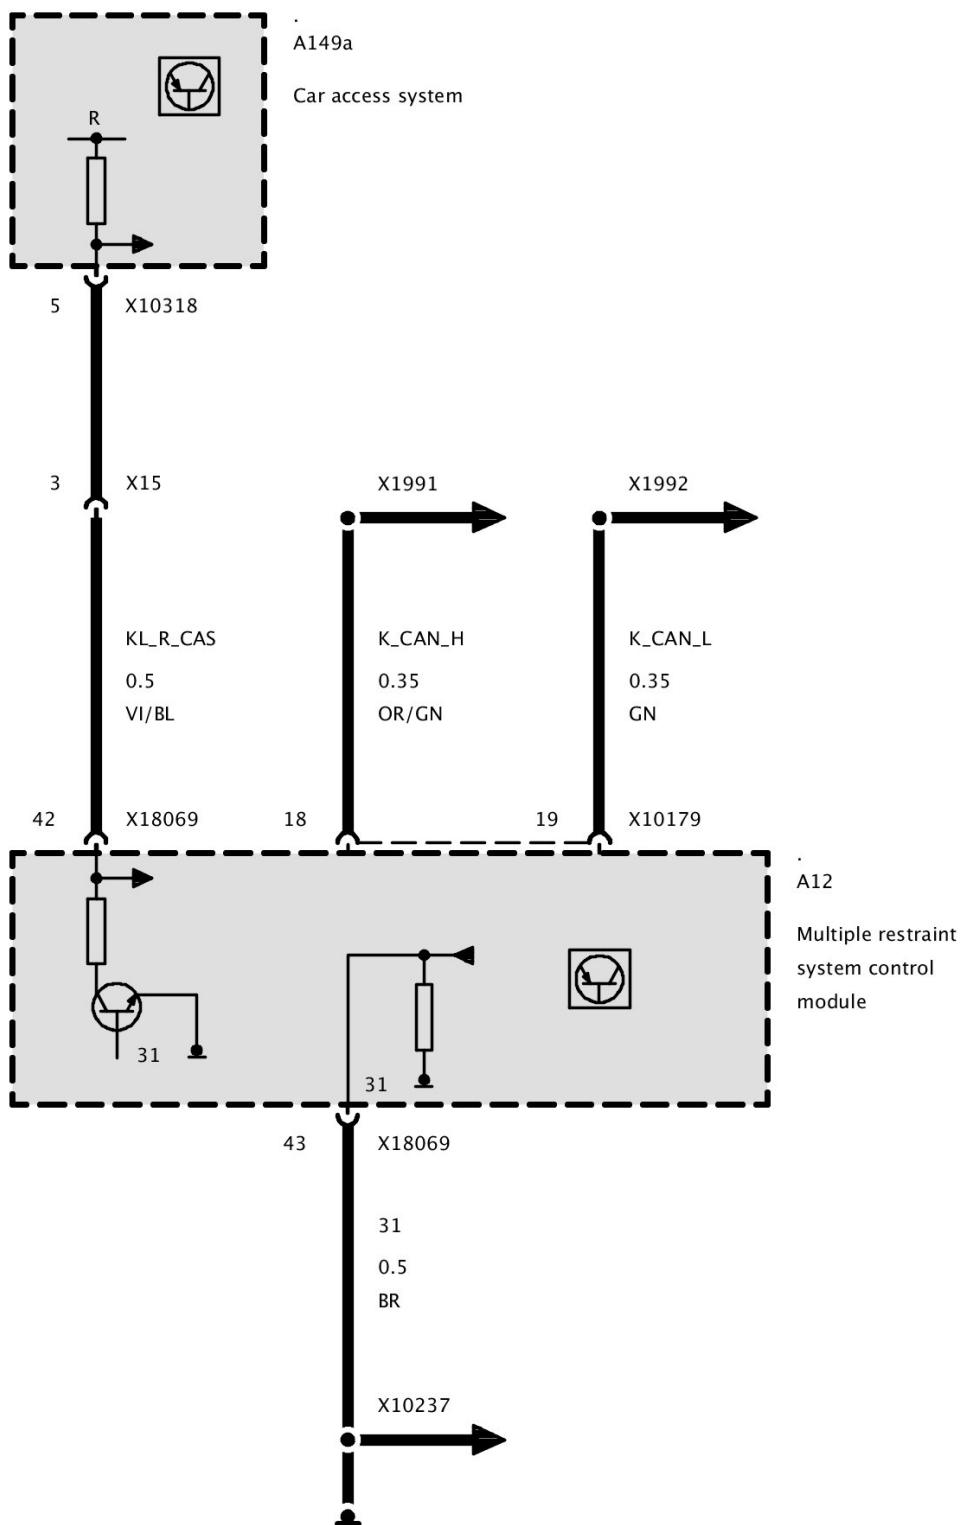 .
A149a
Car access system
R
5 X10318
3 X15
X1991
X1992
KL_R_CAS
0.5
VI/BL
K_CAN_H
0.35
OR/GN
K_CAN_L
0.35
GN
42 X18069
18
19 X10179
.
A12
Multiple restraint
system control
module
31
31
43 X18069
31
0.5
BR
X10237